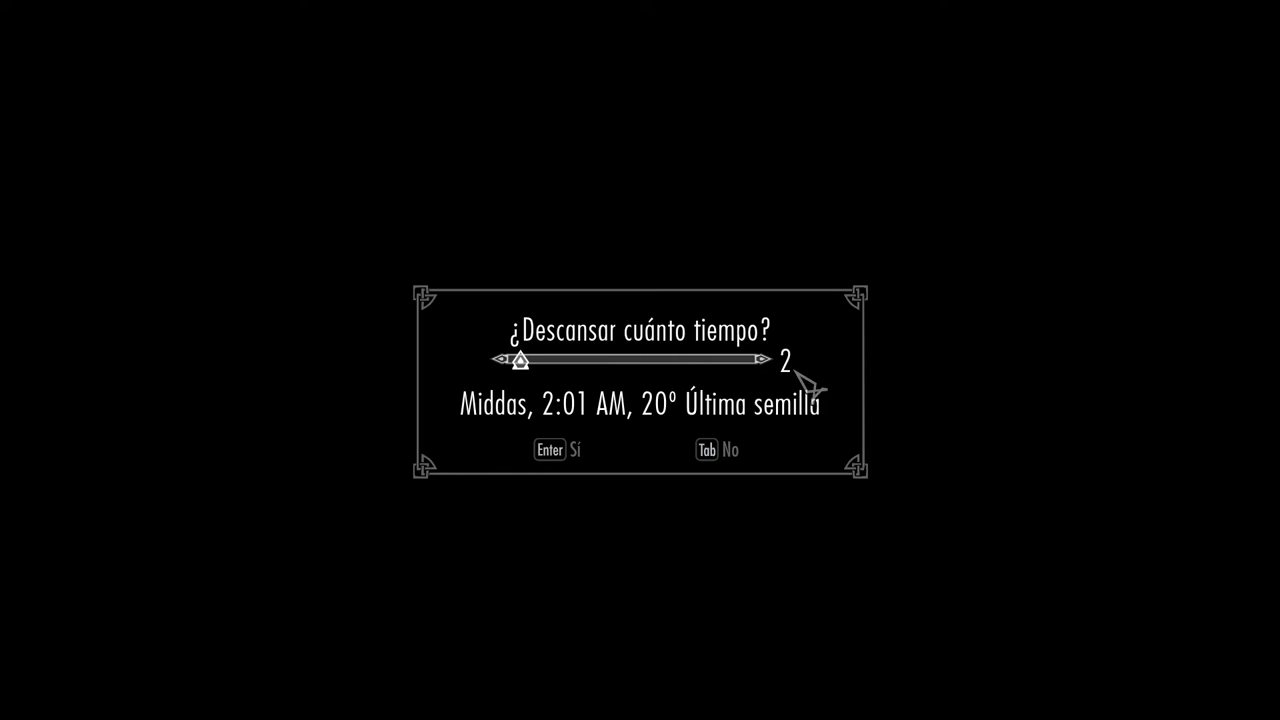 ¿Descansar cuánto tiempo?
2
Middas, 2:01 AM, 20º Última semilla
Enter Sí Tab No